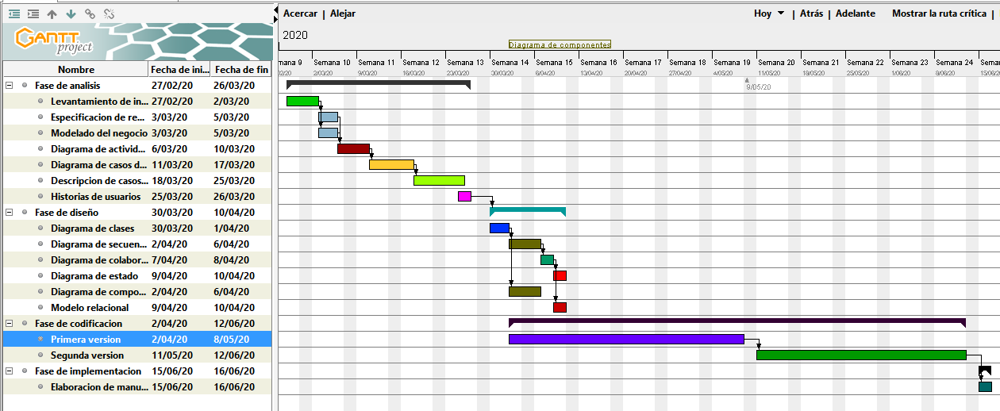 Acercar | Alejar
Hoy | Atrás | Adelante Mostrar la ruta crítica |
GANTT project
2020
Diagrama de componentes
mana 9 Semana 10 Semana 11 Semana 12 Semana 13 Semana 14 Semana 15 Semana 16 Semana 17 Semana 18 Semana 19 Semana 20 Semana 21 Semana 22 Semana 23 Semana 24 Sema
02/20 2/03/20 9/03/20 16/03/20 23/03/20 30/03/20 6/04/20 13/04/20 20/04/20 27/04/20 4/05/20 11/05/20 18/05/20 25/05/20 1/06/20 8/06/20 15/06/
9/05/20
Nombre Fecha de ini... Fecha de fin
Fase de analisis 27/02/20 26/03/20
Levantamiento de in... 27/02/20 2/03/20
Especificacion de re... 3/03/20 5/03/20
Modelado del negocio 3/03/20 5/03/20
Diagrama de activid... 6/03/20 10/03/20
Diagrama de casos d... 11/03/20 17/03/20
Descripcion de casos... 18/03/20 25/03/20
Historias de usuarios 25/03/20 26/03/20
Fase de diseño 30/03/20 10/04/20
Diagrama de clases 30/03/20 1/04/20
Diagrama de secuen... 2/04/20 6/04/20
Diagrama de colabor... 7/04/20 8/04/20
Diagrama de estado 9/04/20 10/04/20
Diagrama de compo... 2/04/20 6/04/20
Modelo relacional 9/04/20 10/04/20
Fase de codificacion 2/04/20 12/06/20
Primera version 2/04/20 8/05/20
Segunda version 11/05/20 12/06/20
Fase de implementacion 15/06/20 16/06/20
Elaboracion de manu... 15/06/20 16/06/20